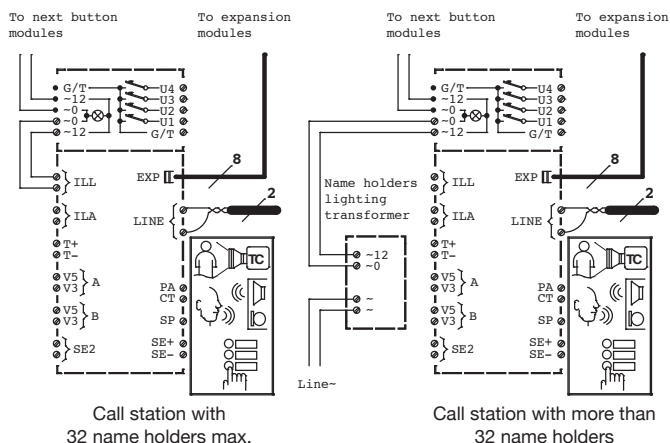 To next button
modules
To expansion
modules
G/T
~12
~0
~0
~12
U4
U3
U2
U1
G/T
EXP
8
ILL
ILA
LINE
2
T+
T-
V5
V3
A
V5
V3
B
SE2
PA
CT
SP
SE+
SE-
TC
Call station with
32 name holders max.
To next button
modules
To expansion
modules
G/T
~12
~0
~0
~12
U4
U3
U2
U1
G/T
EXP
8
Name holders
lighting
transformer
~12
~0
~
~
Line~
ILL
ILA
LINE
2
T+
T-
V5
V3
A
V5
V3
B
SE2
PA
CT
SP
SE+
SE-
TC
Call station with more than
32 name holders